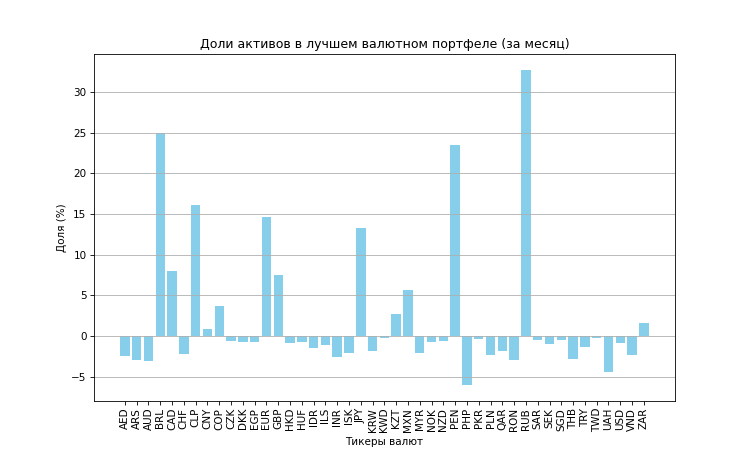 Доли активов в лучшем валютном портфеле (за месяц)
Доля (%)
30
25
20
15
10
5
0
−5
AED ARS AUD BRL CAD CHF CLP CNY COP CZK DKK EGP EUR GBP HKD HUF IDR ILS INR ISK JPY KRW KWD KZT MXN MYR NOK NZD PEN PHP PKR PLN QAR RON RUB SAR SEK SGD THB TRY TWD UAH USD VND ZAR
Тикеры валют